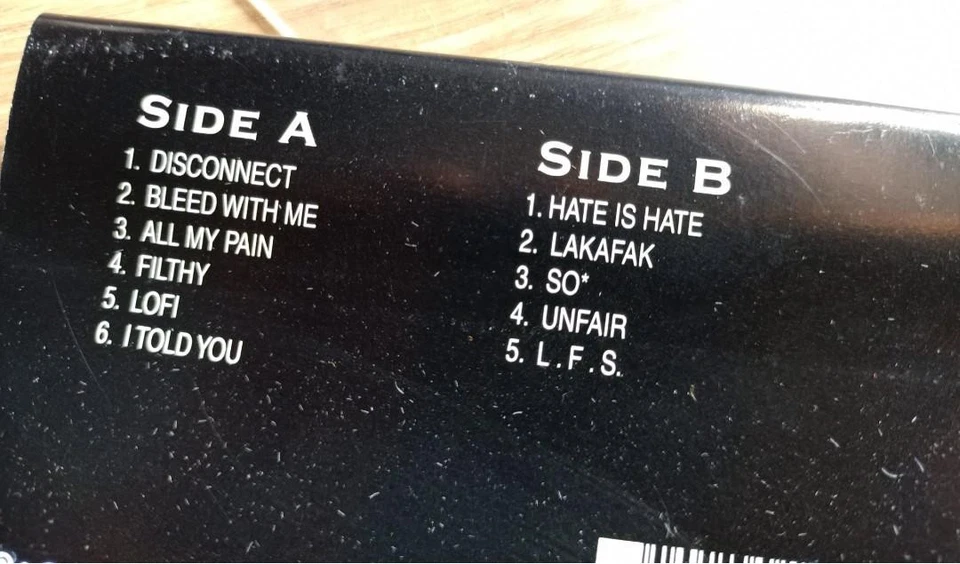 SIDE A
1. DISCONNECT
2. BLEED WITH ME
3. ALL MY PAIN
4. FILTHY
5. LOFI
6. I TOLD YOU
SIDE B
1. HATE IS HATE
2. LAKAFAK
3. SO*
4. UNFAIR
5. L.F.S.